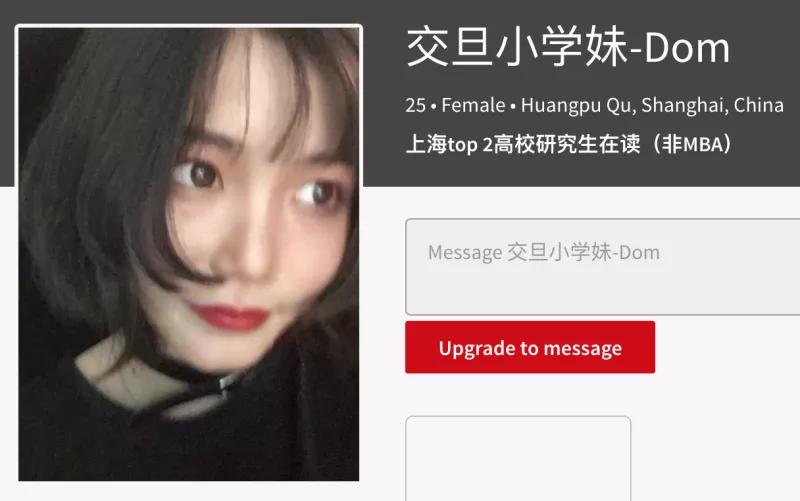 交旦小学妹-Dom
25 • Female • Huangpu Qu, Shanghai, China
上海top 2高校研究生在读（非MBA）
Message 交旦小学妹-Dom
Upgrade to message